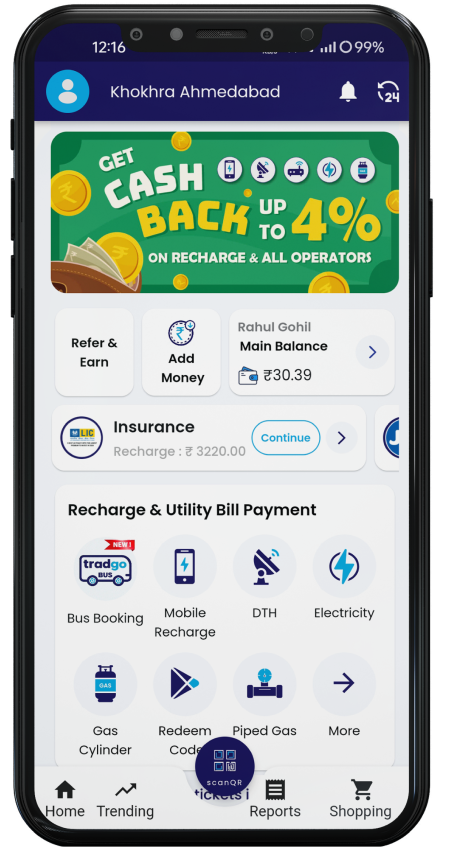 12:16
99%
Khokhra Ahmedabad
24
GET
CASH
BACK UP TO 4%
ON RECHARGE & ALL OPERATORS
Refer &
Earn
Add
Money
Rahul Gohil
Main Balance
₹30.39
LIC
Insurance
Recharge : ₹ 3220.00
Continue
J
Recharge & Utility Bill Payment
NEW !
tradgo
BUS
Bus Booking
Mobile
Recharge
DTH
Electricity
GAS
Gas
Cylinder
Redeem
Code
Piped Gas
More
scanQR
tickets i
Home
Trending
Reports
Shopping